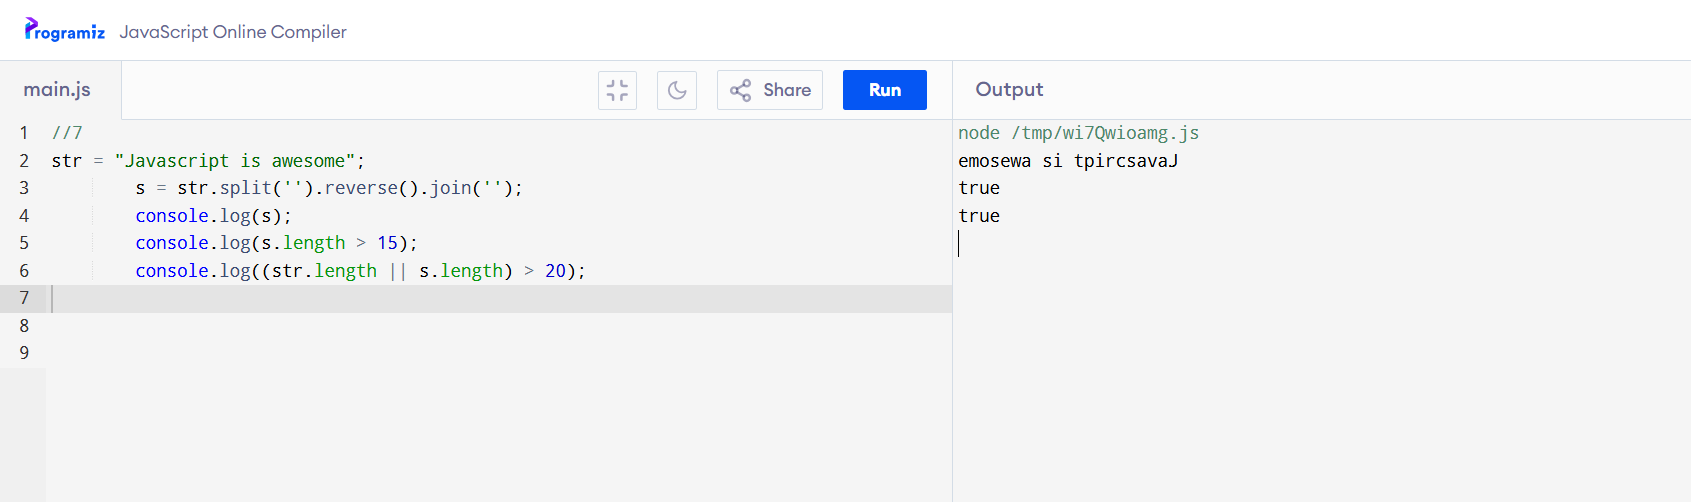 Programiz JavaScript Online Compiler
main.js Share Run Output
1 //7
2 str = "Javascript is awesome";
3 s = str.split('').reverse().join('');
4 console.log(s);
5 console.log(s.length > 15);
6 console.log((str.length || s.length) > 20);
7
8
9
node /tmp/wi7Qwioamg.js
emosewa si tpircsavaJ
true
true